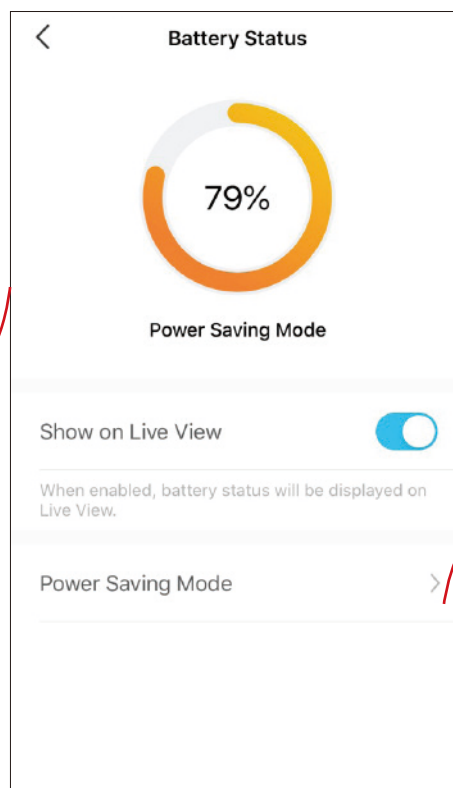 Battery Status
79%
Power Saving Mode
Show on Live View
When enabled, battery status will be displayed on
Live View.
Power Saving Mode